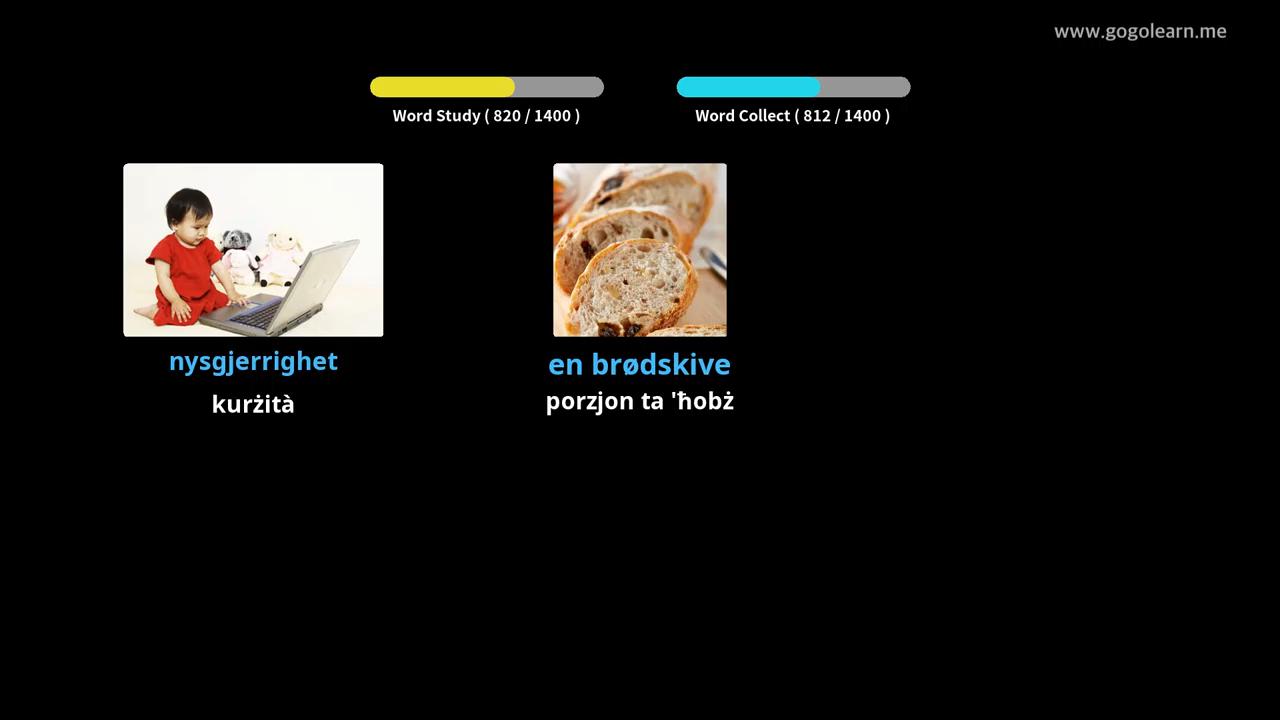 www.gogolearn.me
Word Study ( 820 / 1400 )
Word Collect ( 812 / 1400 )
nysgjerrighet
kurżità
en brødskive
porzjon ta 'ħobż